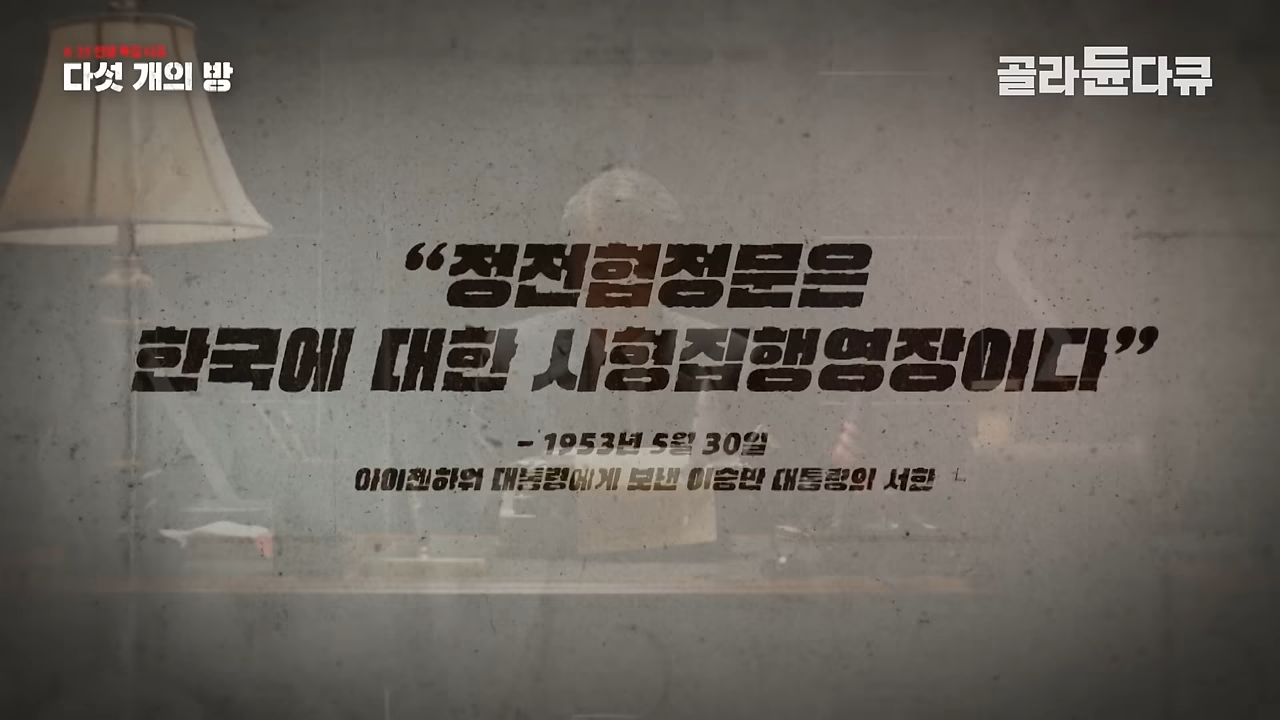 다섯 개의 방
골라듄다큐
“정전협정문은
한국에 대한 사형집행영장이다”
- 1953년 5월 30일
아이젠하워 대통령에게 보낸 이승만 대통령의 서한